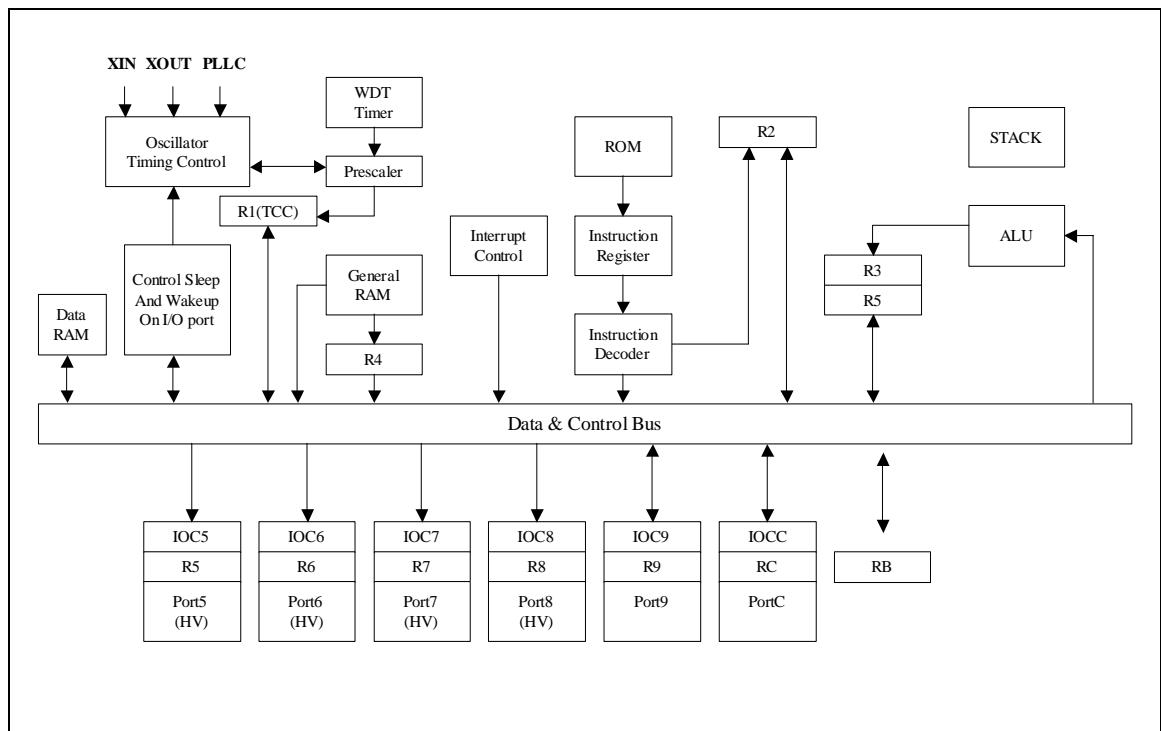 XIN XOUT PLLC
WDT
Timer
Oscillator
Timing Control
Prescaler
R1(TCC)
ROM
R2
STACK
Interrupt
Control
Instruction
Register
ALU
Control Sleep
And Wakeup
On I/O port
General
RAM
R3
R5
Data
RAM
Instruction
Decoder
R4
Data & Control Bus
IOC5
R5
Port5
(HV)
IOC6
R6
Port6
(HV)
IOC7
R7
Port7
(HV)
IOC8
R8
Port8
(HV)
IOC9
R9
Port9
IOCC
RC
PortC
RB